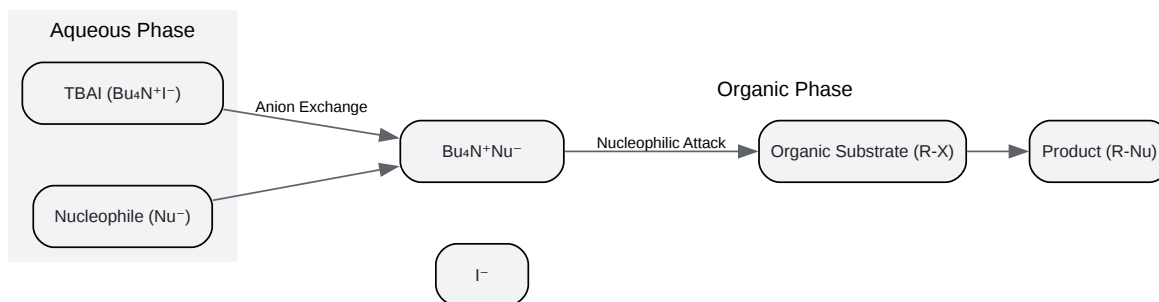 Aqueous Phase
TBAI (Bu₄N⁺I⁻)
Nucleophile (Nu⁻)
Anion Exchange
Bu₄N⁺Nu⁻
I⁻
Nucleophilic Attack
Organic Phase
Organic Substrate (R-X)
Product (R-Nu)